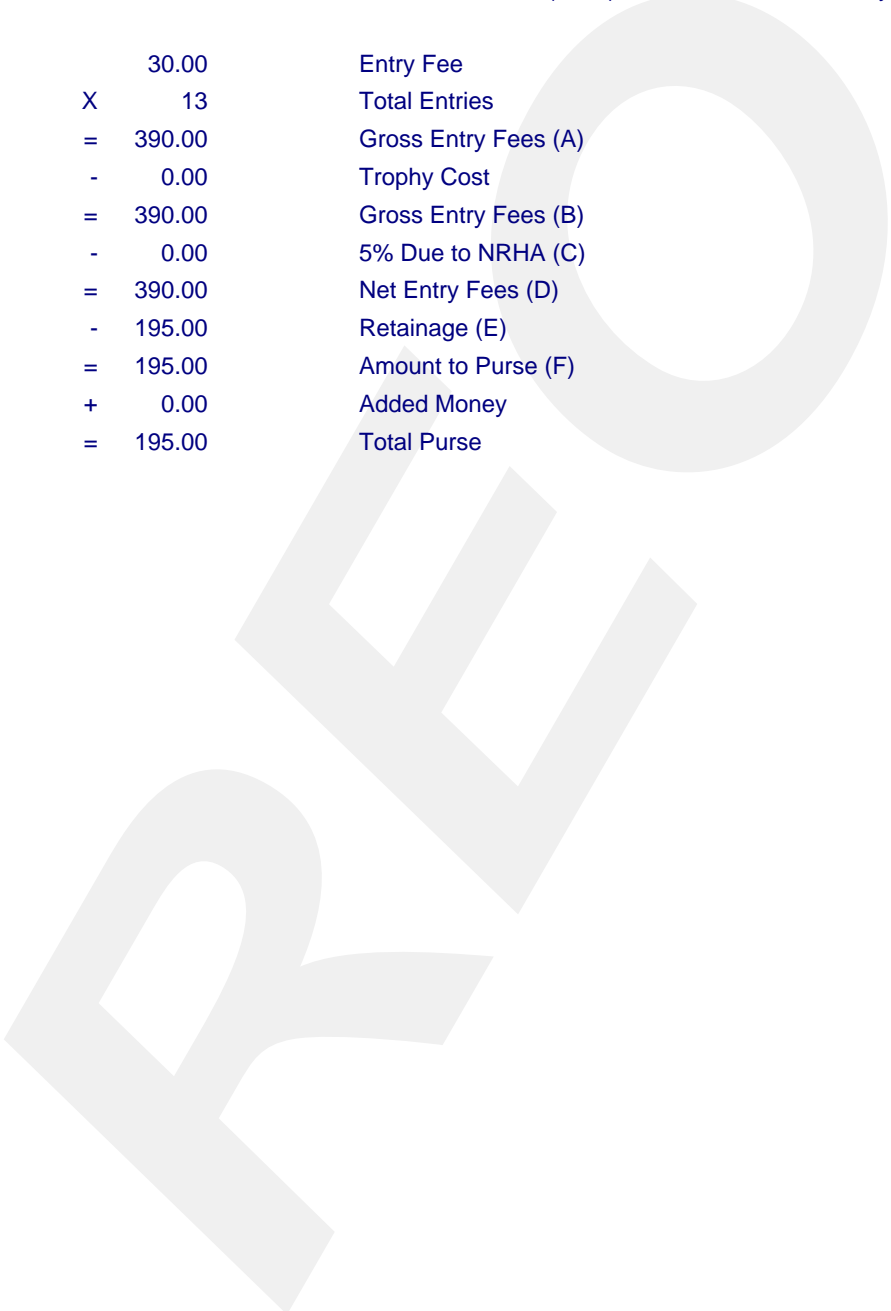 30.00 Entry Fee
X 13 Total Entries
= 390.00 Gross Entry Fees (A)
- 0.00 Trophy Cost
= 390.00 Gross Entry Fees (B)
- 0.00 5% Due to NRHA (C)
= 390.00 Net Entry Fees (D)
- 195.00 Retainage (E)
= 195.00 Amount to Purse (F)
+ 0.00 Added Money
= 195.00 Total Purse
REO